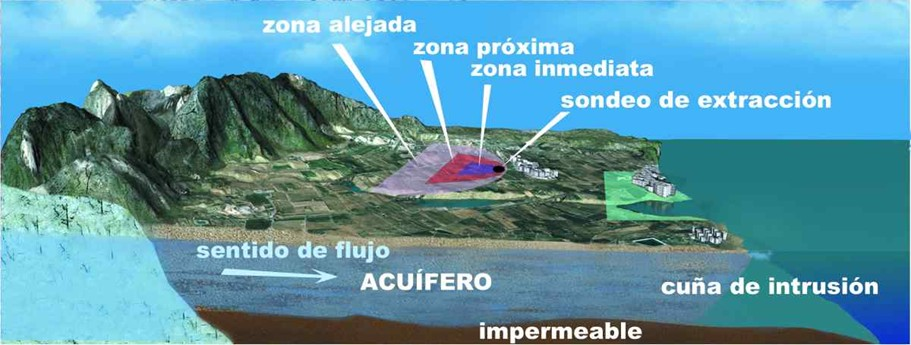 zona alejada
zona próxima
zona inmediata
sondeo de extracción
sentido de flujo
ACUÍFERO
cuña de intrusión
impermeable